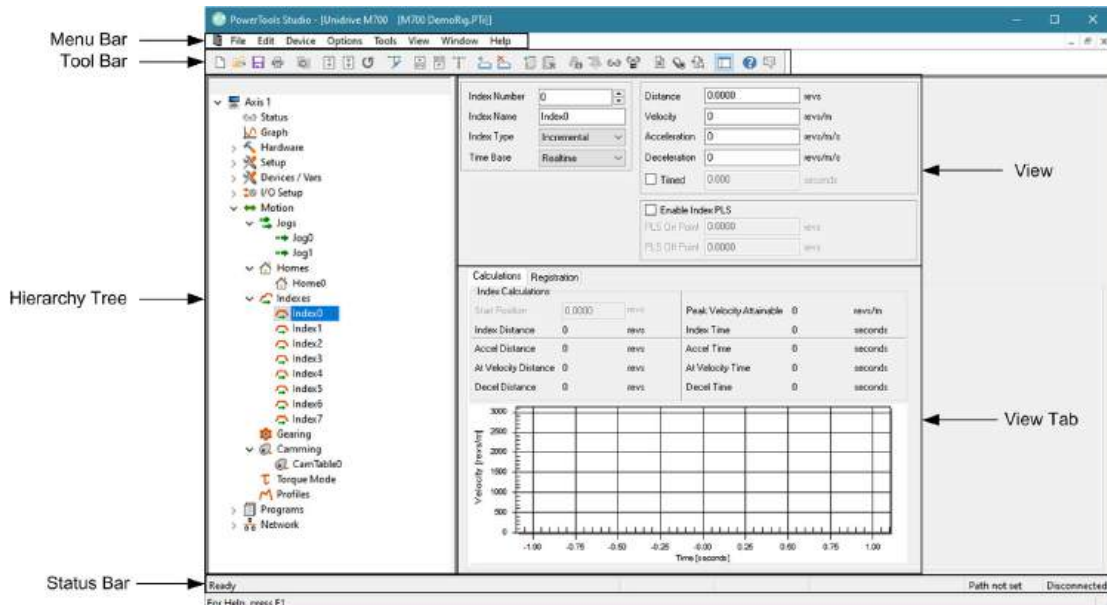 PowerTools Studio - [Unidrive M700 [M700 DemoRig.PTi]]
Menu Bar
File Edit Device Options Tools View Window Help
Tool Bar
Axis 1
Status
Graph
Hardware
Setup
Devices / Vars
I/O Setup
Motion
Jogs
Jog0
Jog1
Homes
Home0
Hierarchy Tree
Indexes
Index0
Index1
Index2
Index3
Index4
Index5
Index6
Index7
Gearing
Camming
CamTable0
Torque Mode
Profiles
Programs
Network
Index Number 0
Index Name Index0
Index Type Incremental
Time Base Realtime
Distance 0.0000 revs
Velocity 0 revs/m
Acceleration 0 revs/m/s
Deceleration 0 revs/m/s
Timed 0.000 seconds
View
Enable Index PLS
PLS On Point 0.0000 revs
PLS Off Point 0.0000 revs
Calculations Registration
Index Calculations
Start Position 0.0000 revs Peak Velocity Attainable 0 revs/m
Index Distance 0 revs Index Time 0 seconds
Accel Distance 0 revs Accel Time 0 seconds
At Velocity Distance 0 revs At Velocity Time 0 seconds
Decel Distance 0 revs Decel Time 0 seconds
View Tab
Velocity [revs/m]
3000
2500
2000
1500
1000
500
0
-1.00 -0.75 -0.50 -0.25 -0.00 0.25 0.50 0.75 1.00
Time [seconds]
Status Bar
Ready Path not set Disconnected
For Help, press F1